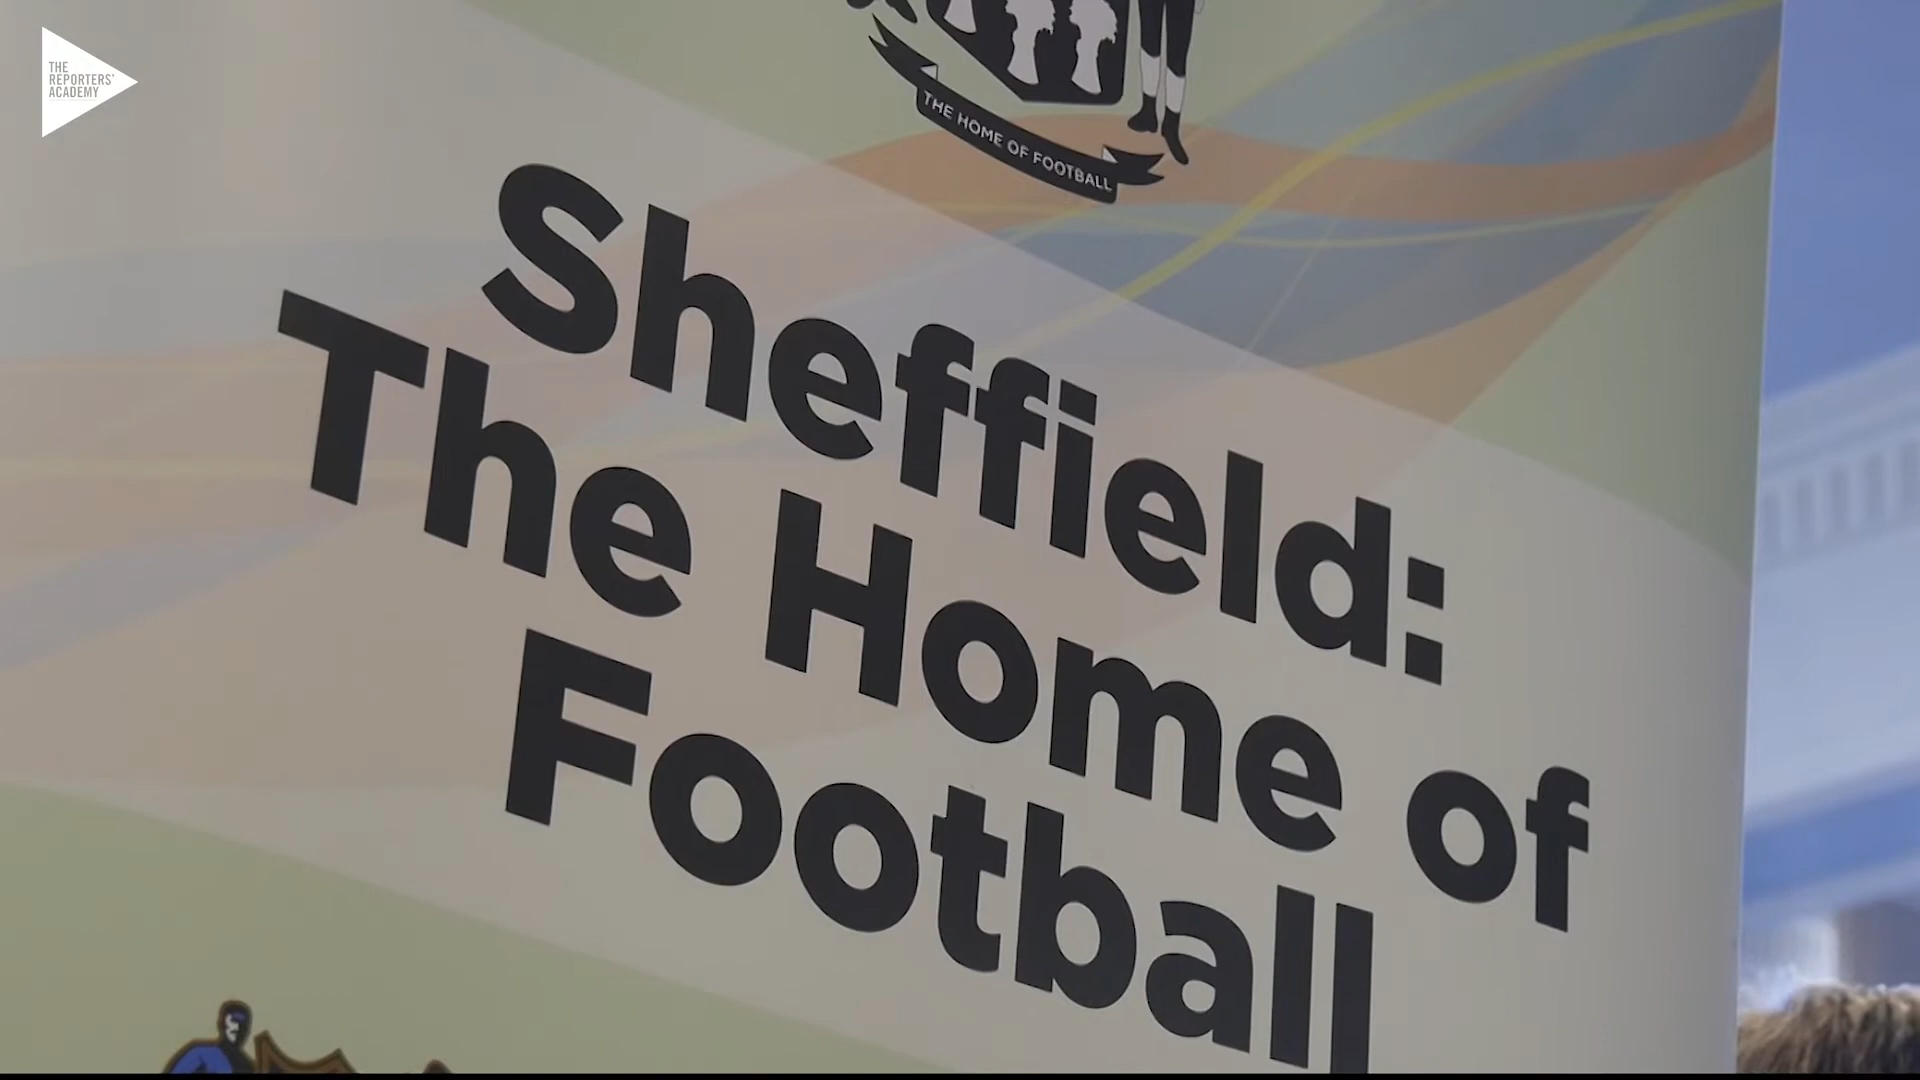 THE
REPORTERS'
ACADEMY
THE HOME OF FOOTBALL
Sheffield:
The Home of
Football